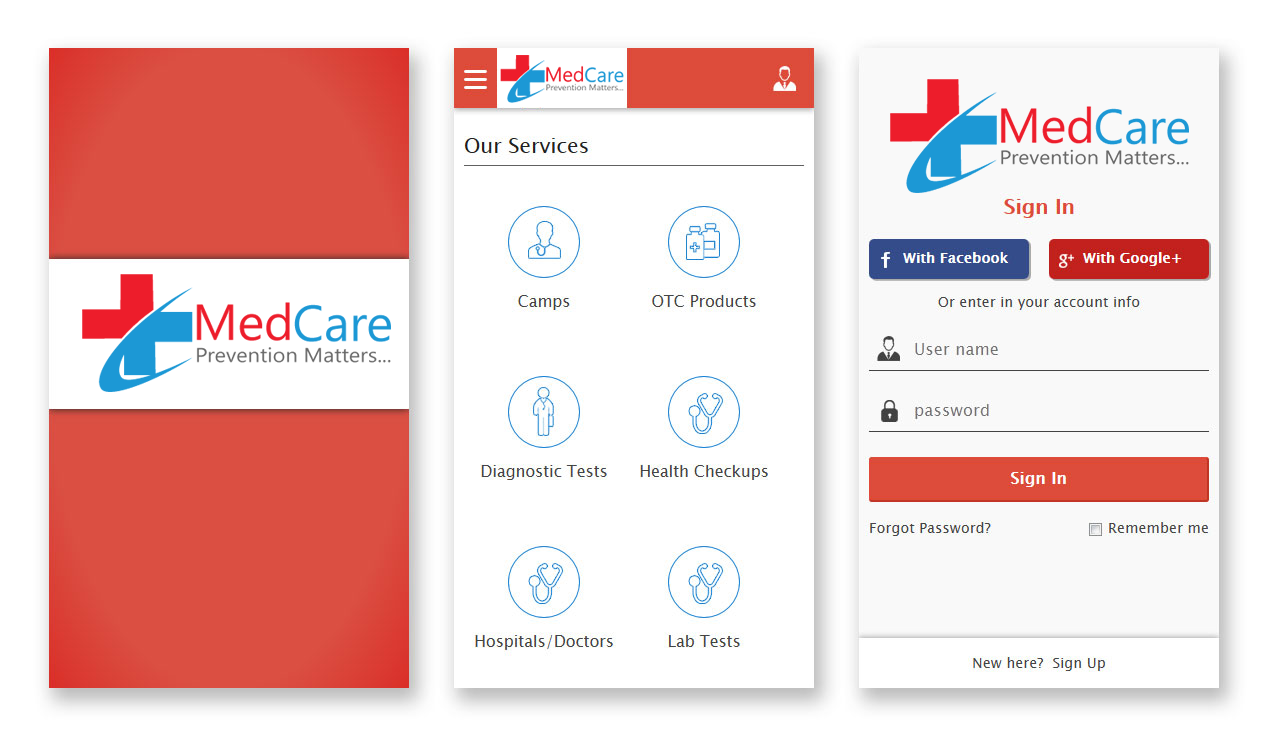 MedCare
Prevention Matters...
MedCare
Prevention Matters...
Our Services
Camps
OTC Products
Diagnostic Tests
Health Checkups
Hospitals/Doctors
Lab Tests
MedCare
Prevention Matters...
Sign In
f With Facebook
g+ With Google+
Or enter in your account info
User name
password
Sign In
Forgot Password?
Remember me
New here? Sign Up